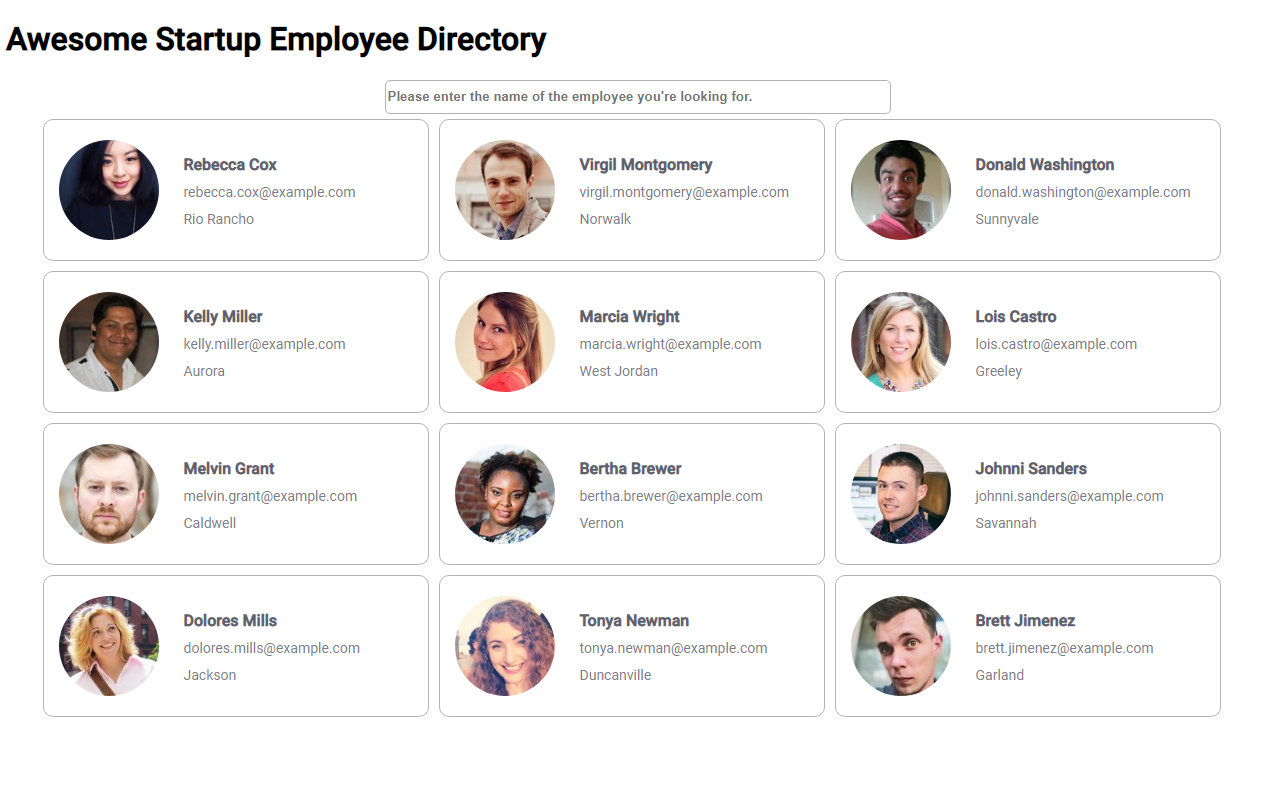 Awesome Startup Employee Directory
Please enter the name of the employee you're looking for.
Rebecca Cox
rebecca.cox@example.com
Rio Rancho
Virgil Montgomery
virgil.montgomery@example.com
Norwalk
Donald Washington
donald.washington@example.com
Sunnyvale
Kelly Miller
kelly.miller@example.com
Aurora
Marcia Wright
marcia.wright@example.com
West Jordan
Lois Castro
lois.castro@example.com
Greeley
Melvin Grant
melvin.grant@example.com
Caldwell
Bertha Brewer
bertha.brewer@example.com
Vernon
Johnni Sanders
johnni.sanders@example.com
Savannah
Dolores Mills
dolores.mills@example.com
Jackson
Tonya Newman
tonya.newman@example.com
Duncanville
Brett Jimenez
brett.jimenez@example.com
Garland